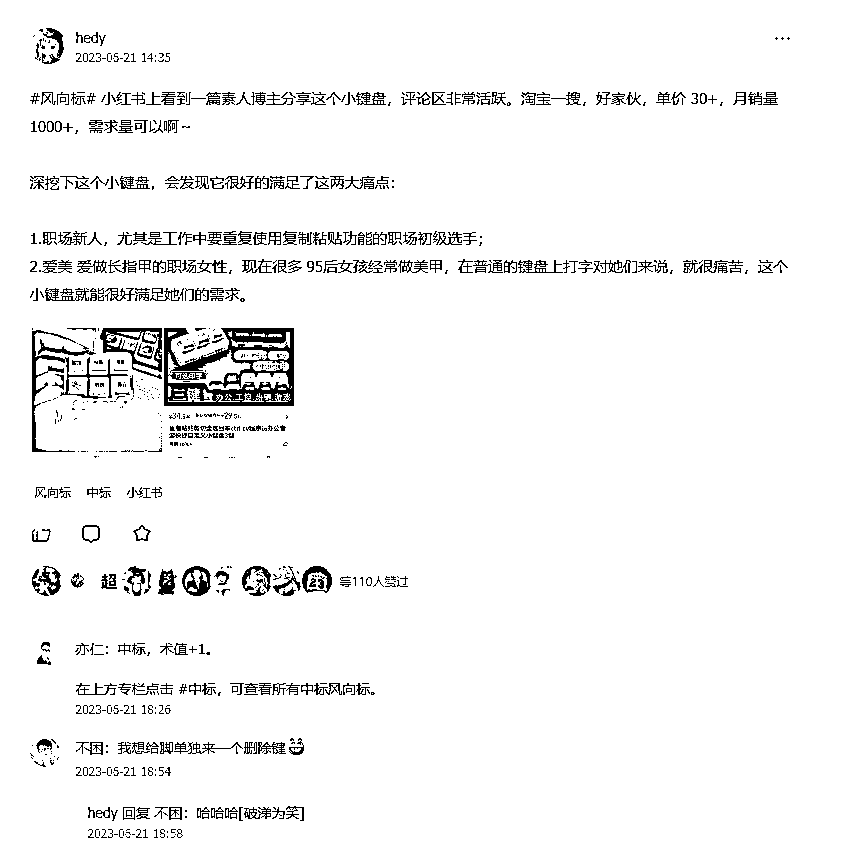 hedy
2023-05-21 14:35
#风向标# 小红书上看到一篇素人博主分享这个小键盘，评论区非常活跃。淘宝一搜，好家伙，单价 30+，月销量
1000+，需求量可以啊~
深挖下这个小键盘，会发现它很好的满足了这两大痛点：
1.职场新人，尤其是工作中要重复使用复制粘贴功能的职场初级选手；
2.爱美 爱做长指甲的职场女性，现在很多 95后女孩经常做美甲，在普通的键盘上打字对她们来说，就很痛苦，这个
小键盘就能很好满足她们的需求。
风向标 中标 小红书
超
等110人赞过
亦仁：中标，术值+1。
在上方专栏点击 #中标，可查看所有中标风向标。
2023-05-21 18:26
不困：我想给脚单独来一个删除键
2023-05-21 18:54
hedy 回复 不困：哈哈哈[破涕为笑]
2023-05-21 18:58